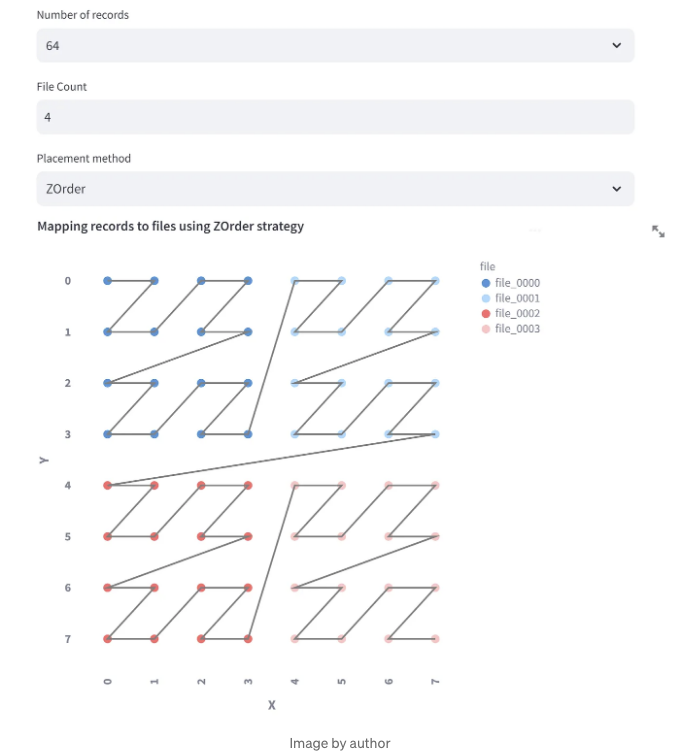 Number of records
64
File Count
4
Placement method
ZOrder
Mapping records to files using ZOrder strategy
file
file_0000
file_0001
file_0002
file_0003
0
1
2
3
4
5
6
7
Y
0 1 2 3 4 5 6 7
X
Image by author